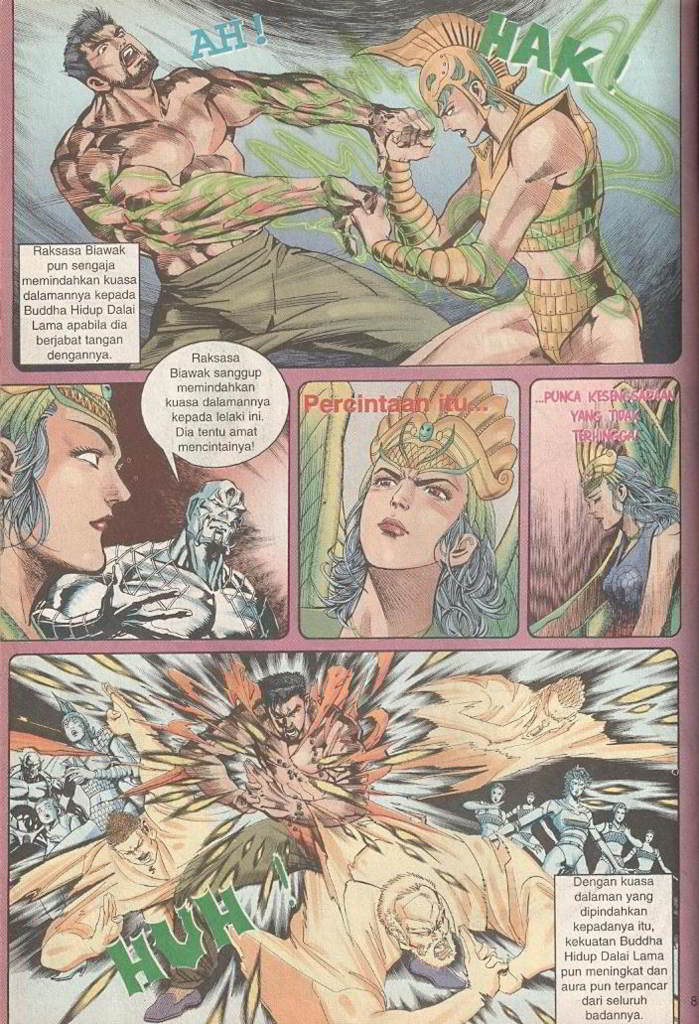 AH!
HAK!
Raksasa Biawak
pun sengaja
memindahkan kuasa
dalamannya kepada
Buddha Hidup Dalai
Lama apabila dia
berjabat tangan
dengannya.
Raksasa
Biawak sanggup
memindahkan
kuasa dalamannya
kepada lelaki ini.
Dia tentu amat
mencintainya!
Percintaan itu...
...PUNCA KESENGSARAAN
YANG TIDAK
TERHINGGA!
HUH!
Dengan kuasa
dalaman yang
dipindahkan
kepadanya itu,
kekuatan Buddha
Hidup Dalai Lama
pun meningkat dan
aura pun terpancar
dari seluruh
badannya.
8